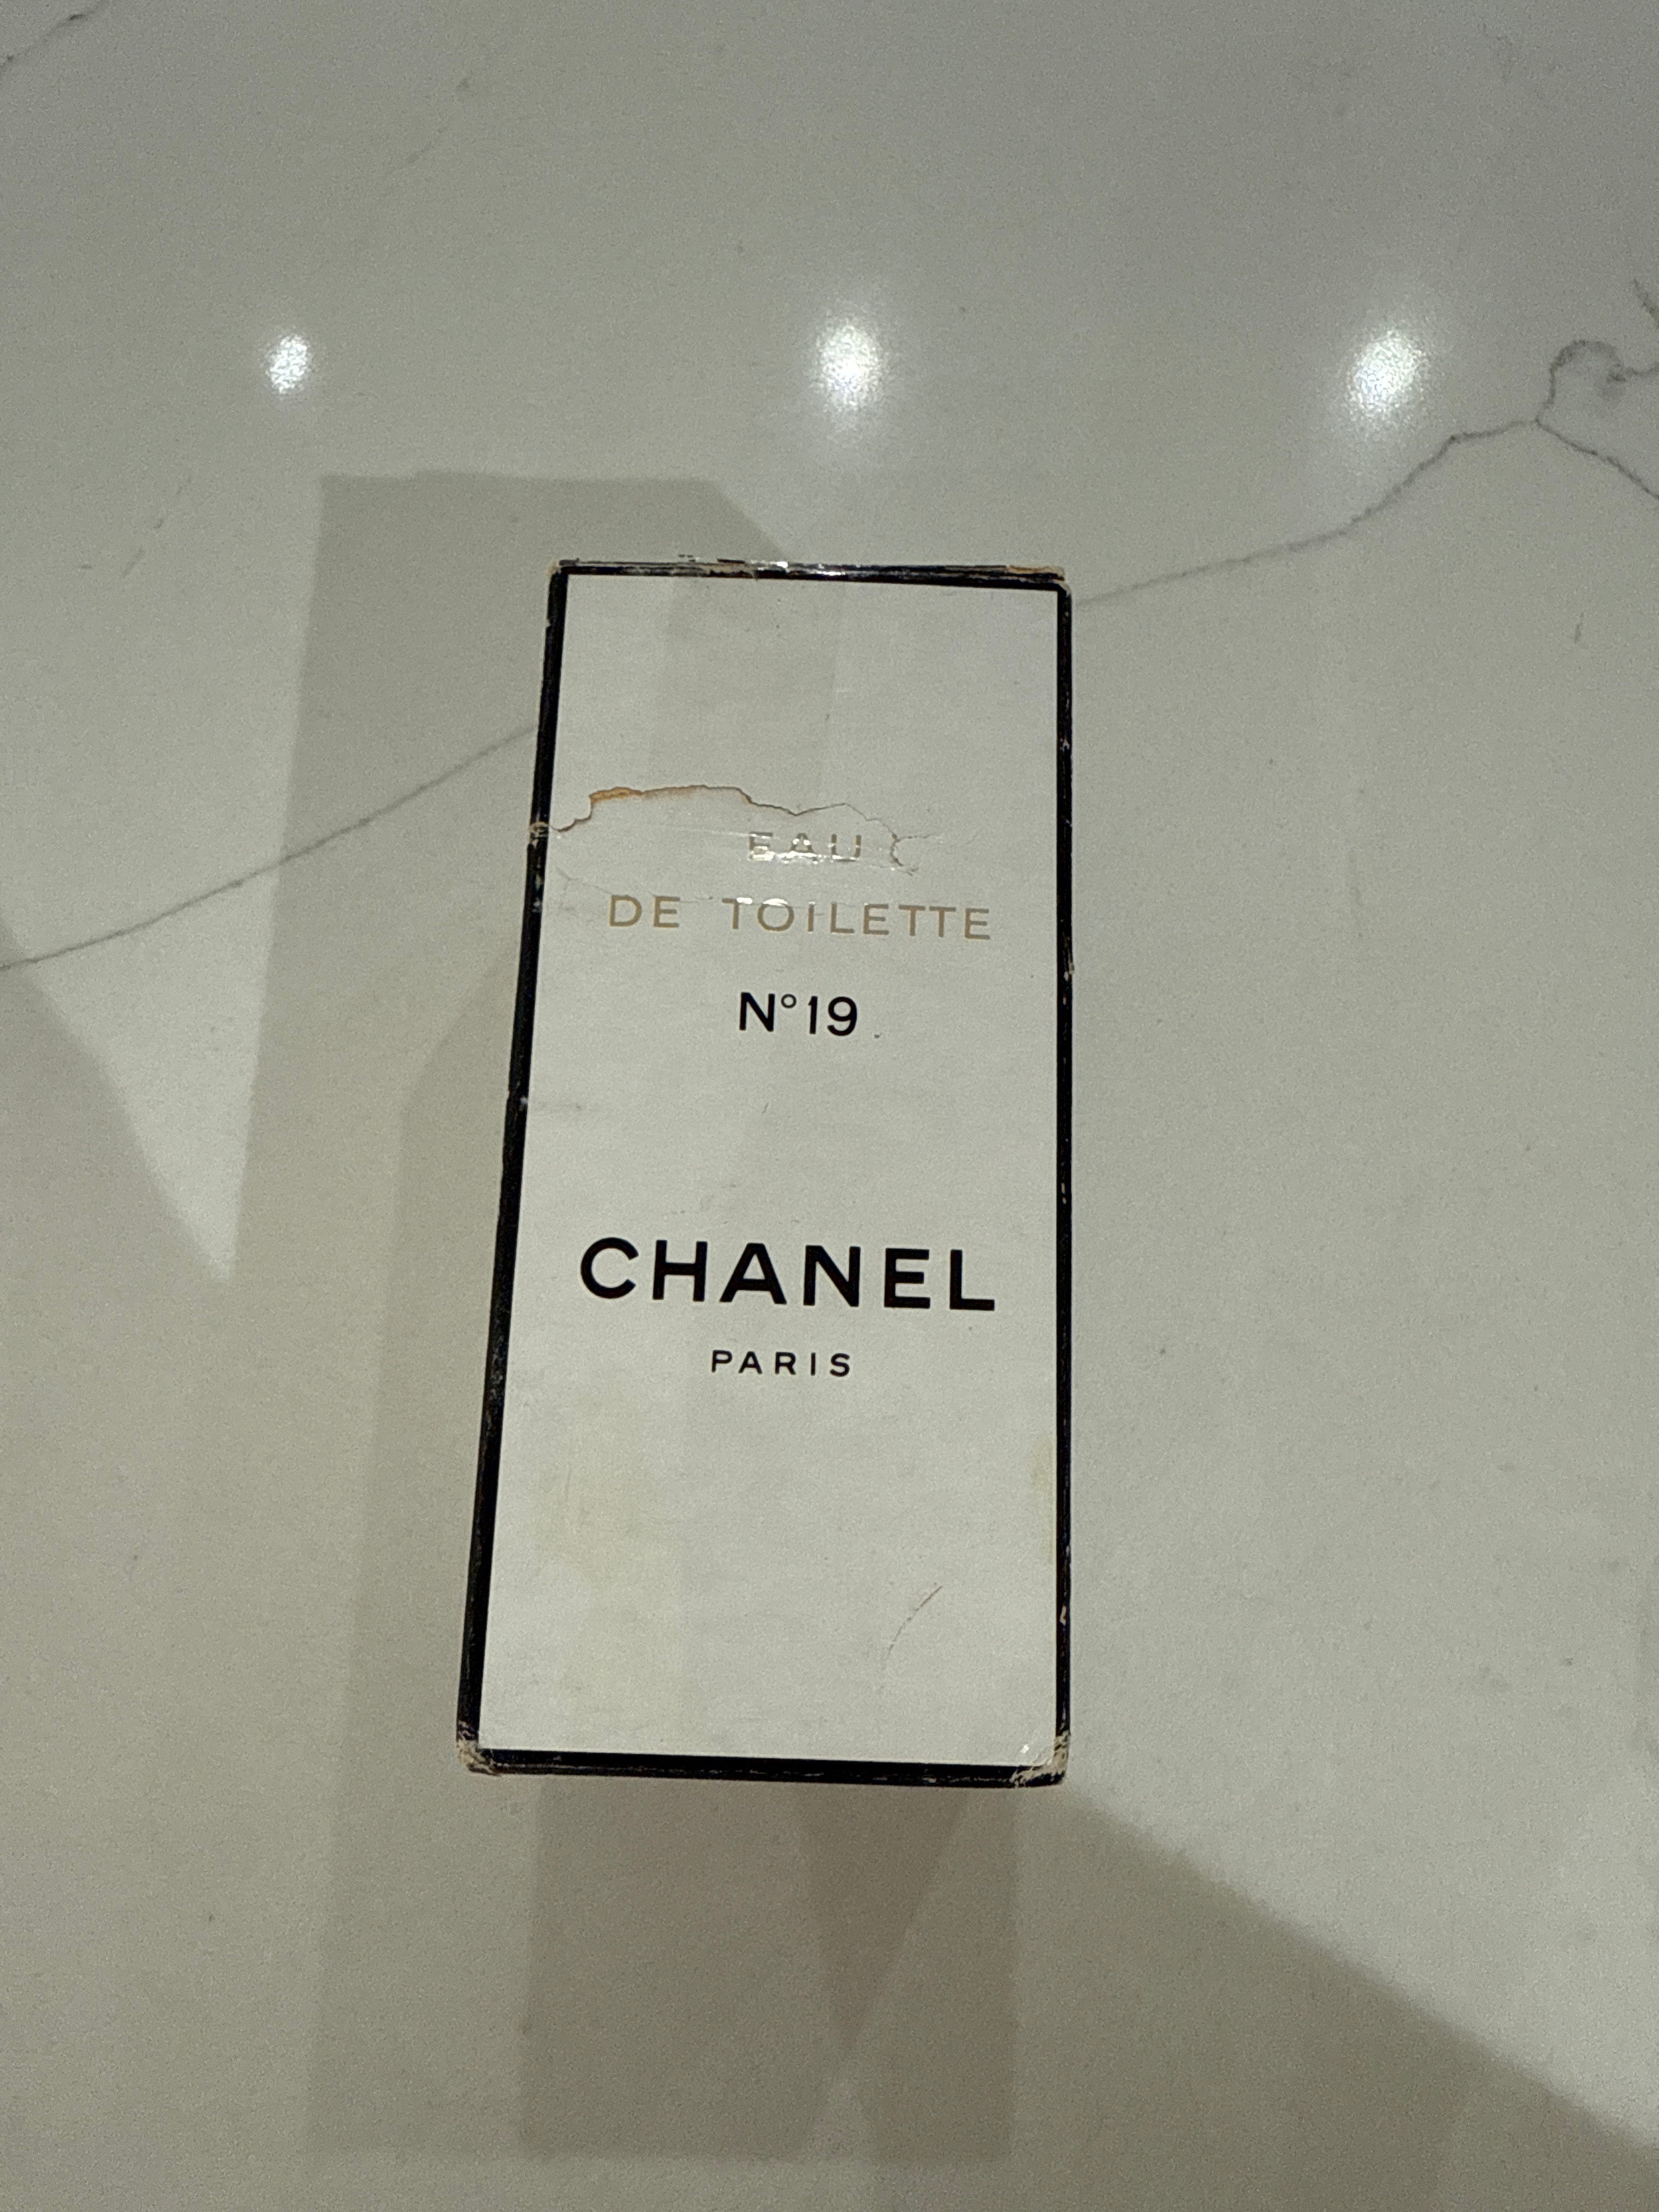 EAU
DE TOILETTE
N°19
CHANEL
PARIS